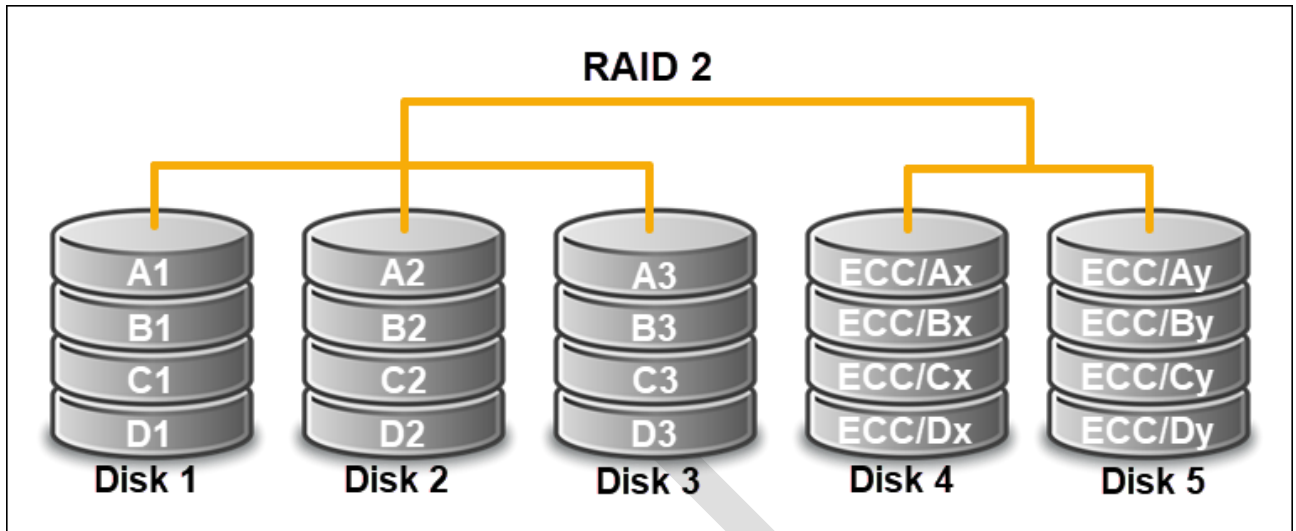 RAID 2
A1 A2 A3 ECC/Ax ECC/Ay
B1 B2 B3 ECC/Bx ECC/By
C1 C2 C3 ECC/Cx ECC/Cy
D1 D2 D3 ECC/Dx ECC/Dy
Disk 1 Disk 2 Disk 3 Disk 4 Disk 5